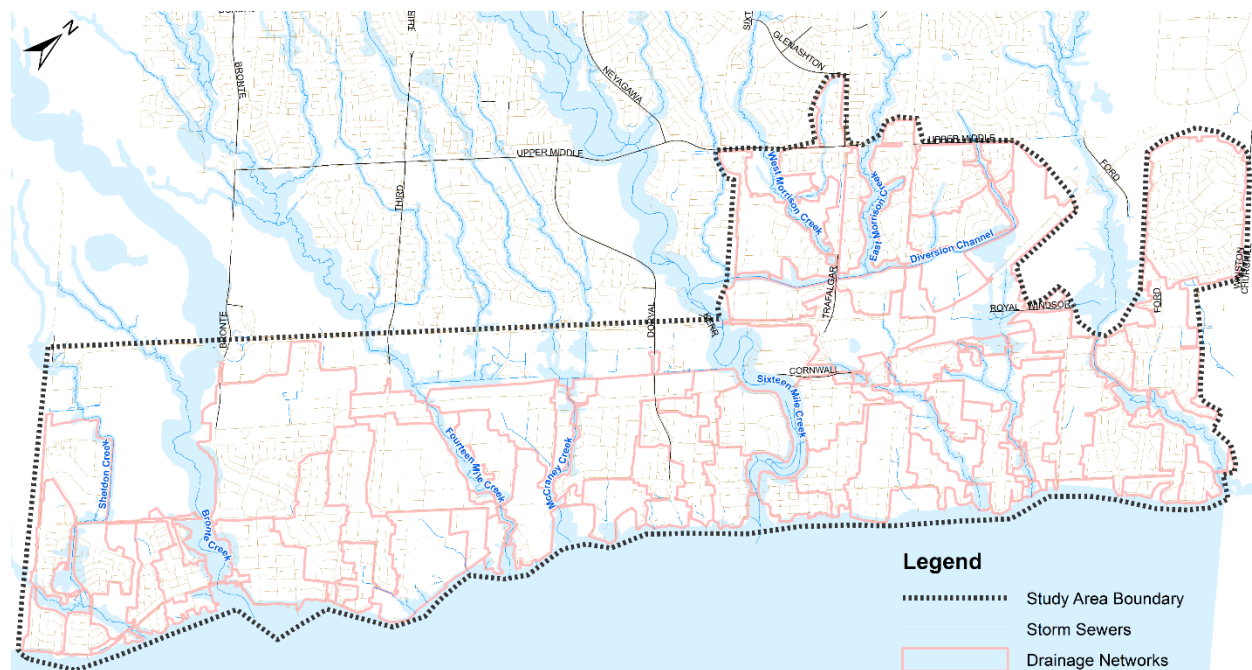 N
BRONTE
THIRD
NEYAGAWA
GLENASHTON
UPPER MIDDLE
UPPER MIDDLE
FORD
THIRD
West Morrison Creek
East Morrison Creek
Diversion Channel
TRAFALGAR
WINSTON
CHURCHILL
FORD
ROYAL WINDSOR
BRONTE
DORVAL
KERR
CORNWALL
Sixteen Mile Creek
Sheldon Creek
Fourteen Mile Creek
McCraney Creek
Bronte Creek
Legend
Study Area Boundary
Storm Sewers
Drainage Networks